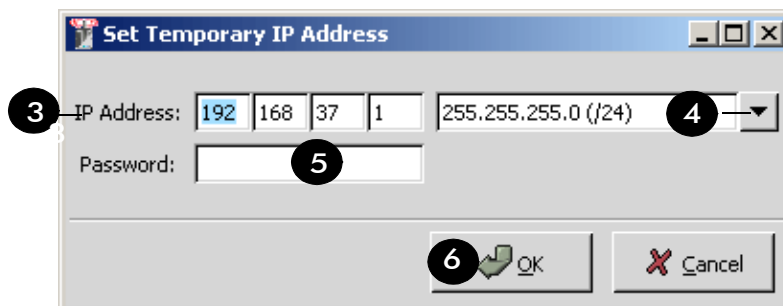 Set Temporary IP Address
3 IP Address: 192 168 37 1 255.255.255.0 (/24) 4
3
Password: 5
6 OK Cancel